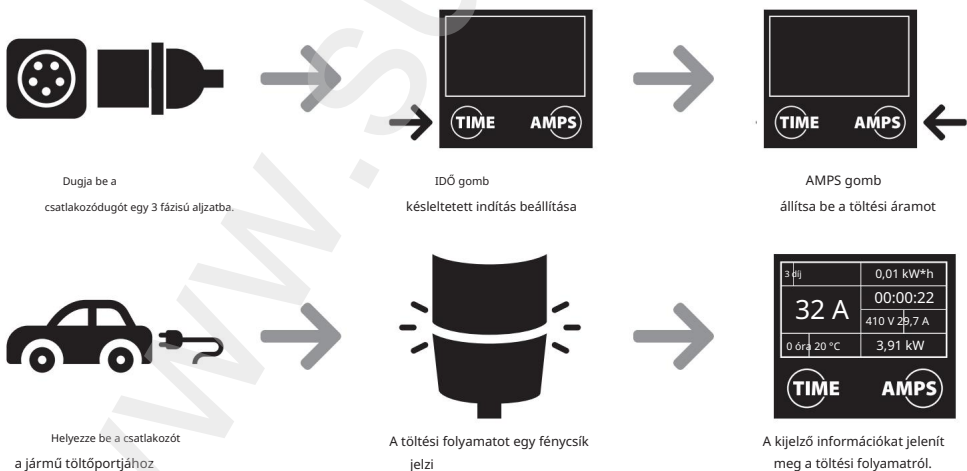 TIME AMPS
TIME AMPS
Dugja be a
csatlakozódugót egy 3 fázisú aljzatba.
IDŐ gomb
késleltetett indítás beállítása
AMPS gomb
állítsa be a töltési áramot
3 díj
0,01 kW*h
32 A
00:00:22
410 V 29,7 A
0 óra 20 °C
3,91 kW
TIME AMPS
Helyezze be a csatlakozót
a jármű töltőportjához
A töltési folyamatot egy fénycsík
jelzi
A kijelző információkat jelenít
meg a töltési folyamatról.